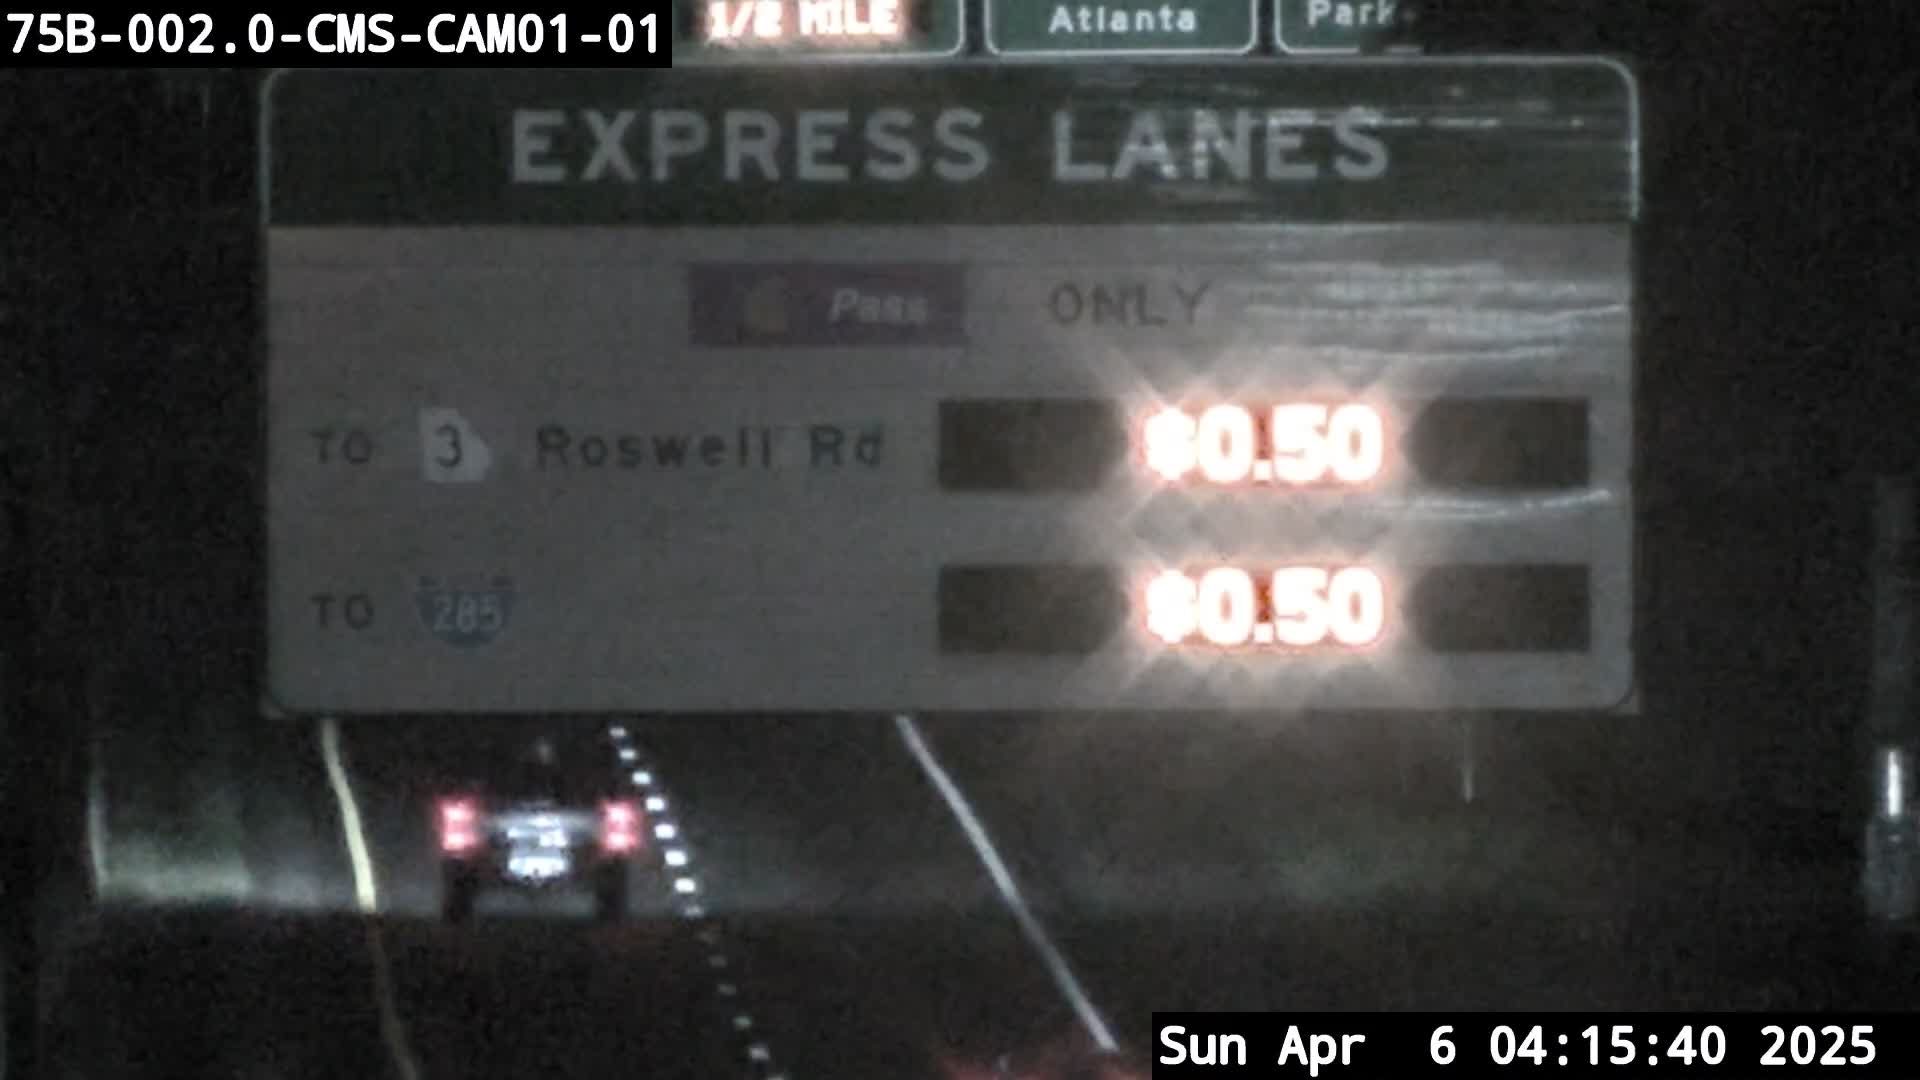 75B-002.0-CMS-CAM01-01
1/2 MILE
Atlanta
Park
EXPRESS LANES
Pass ONLY
TO 3 Roswell Rd $0.50
TO 285 $0.50
Sun Apr 6 04:15:40 2025